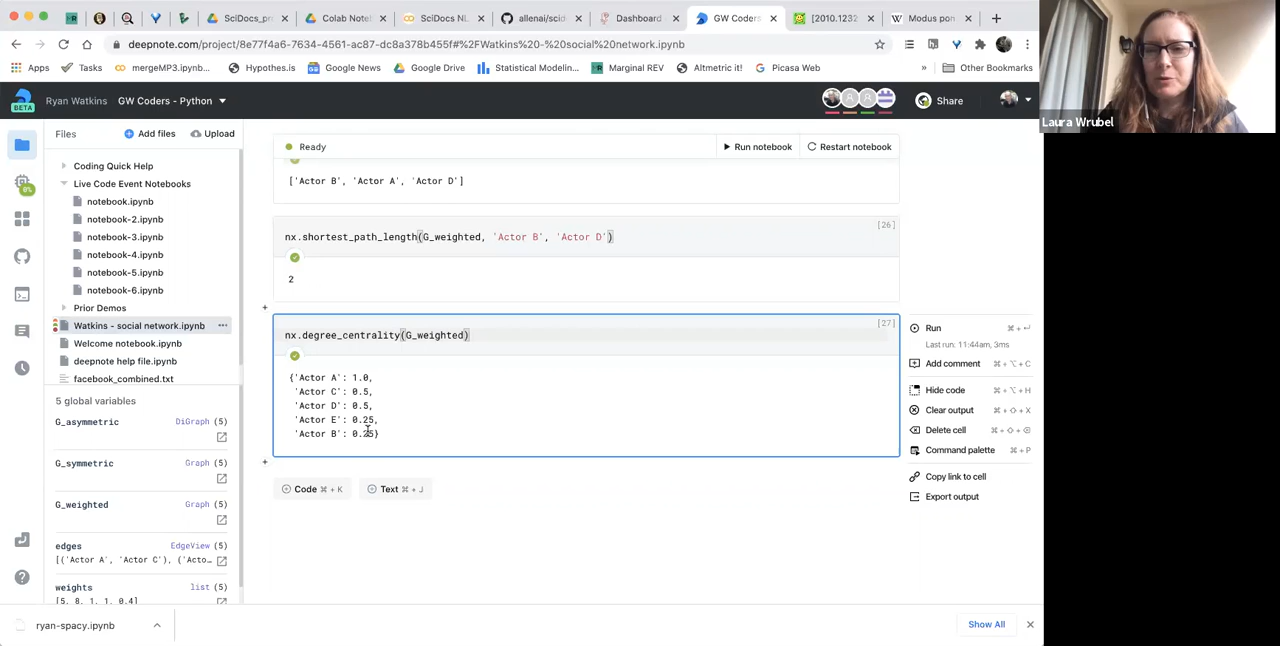 SciDocs_pr
Colab Note
SciDocs NL
allenai/scid
Dashboard
GW Coders
[2010.1232
Modus pon
deepnote.com/project/8e77f4a6-7634-4561-ac87-dc8a378b455f#%2FWatkins%20-%20social%20network.ipynb
Apps
Tasks
mergeMP3.ipynb...
Hypothes.is
Google News
Google Drive
Statistical Modelin...
Marginal REV
Altmetric it!
Picasa Web
»
Other Bookmarks
BETA
Ryan Watkins
GW Coders - Python
Share
Laura Wrubel
Files
Add files
Upload
Coding Quick Help
Live Code Event Notebooks
notebook.ipynb
notebook-2.ipynb
notebook-3.ipynb
notebook-4.ipynb
notebook-5.ipynb
notebook-6.ipynb
Prior Demos
Watkins - social network.ipynb
Welcome notebook.ipynb
deepnote help file.ipynb
facebook_combined.txt
5 global variables
G_asymmetric DiGraph (5)
G_symmetric Graph (5)
G_weighted Graph (5)
edges EdgeView (5)
[('Actor A', 'Actor C'), ('Acto...
weights list (5)
[5, 8, 1, 1, 0.4]
Ready
Run notebook
Restart notebook
['Actor B', 'Actor A', 'Actor D']
[26]
nx.shortest_path_length(G_weighted, 'Actor B', 'Actor D')
2
[27]
nx.degree_centrality(G_weighted)
{'Actor A': 1.0,
'Actor C': 0.5,
'Actor D': 0.5,
'Actor E': 0.25,
'Actor B': 0.25}
Code ⌘ + K
Text ⌘ + J
Run ⌘ + ↵
Last run: 11:44am, 3ms
Add comment ⌘ + ⌥ + C
Hide code ⌘ + ⌥ + H
Clear output ⌘ + ⇧ + X
Delete cell ⌘ + ⇧ + ⌫
Command palette ⌘ + P
Copy link to cell
Export output
ryan-spacy.ipynb
Show All